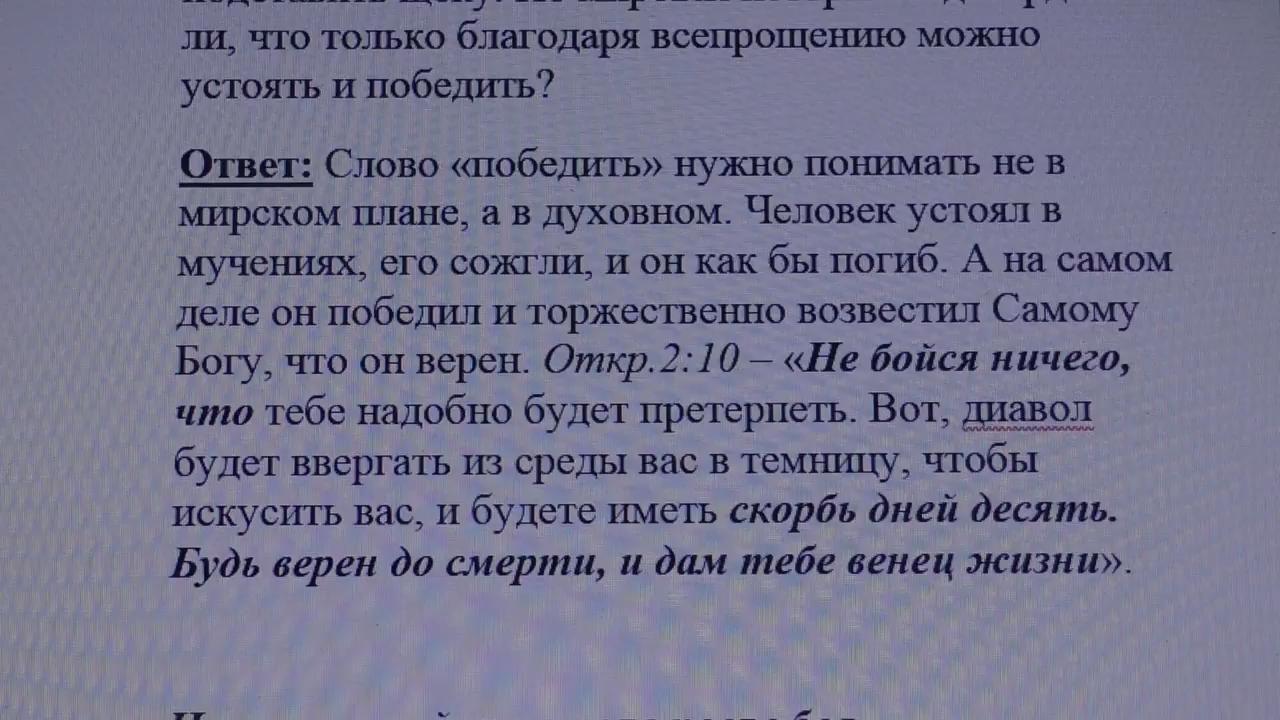 ли, что только благодаря всепрощению можно
устоять и победить?
Ответ: Слово «победить» нужно понимать не в
мирском плане, а в духовном. Человек устоял в
мучениях, его сожгли, и он как бы погиб. А на самом
деле он победил и торжественно возвестил Самому
Богу, что он верен. Откр.2:10 – «Не бойся ничего,
что тебе надобно будет претерпеть. Вот, диавол
будет ввергать из среды вас в темницу, чтобы
искусить вас, и будете иметь скорбь дней десять.
Будь верен до смерти, и дам тебе венец жизни».